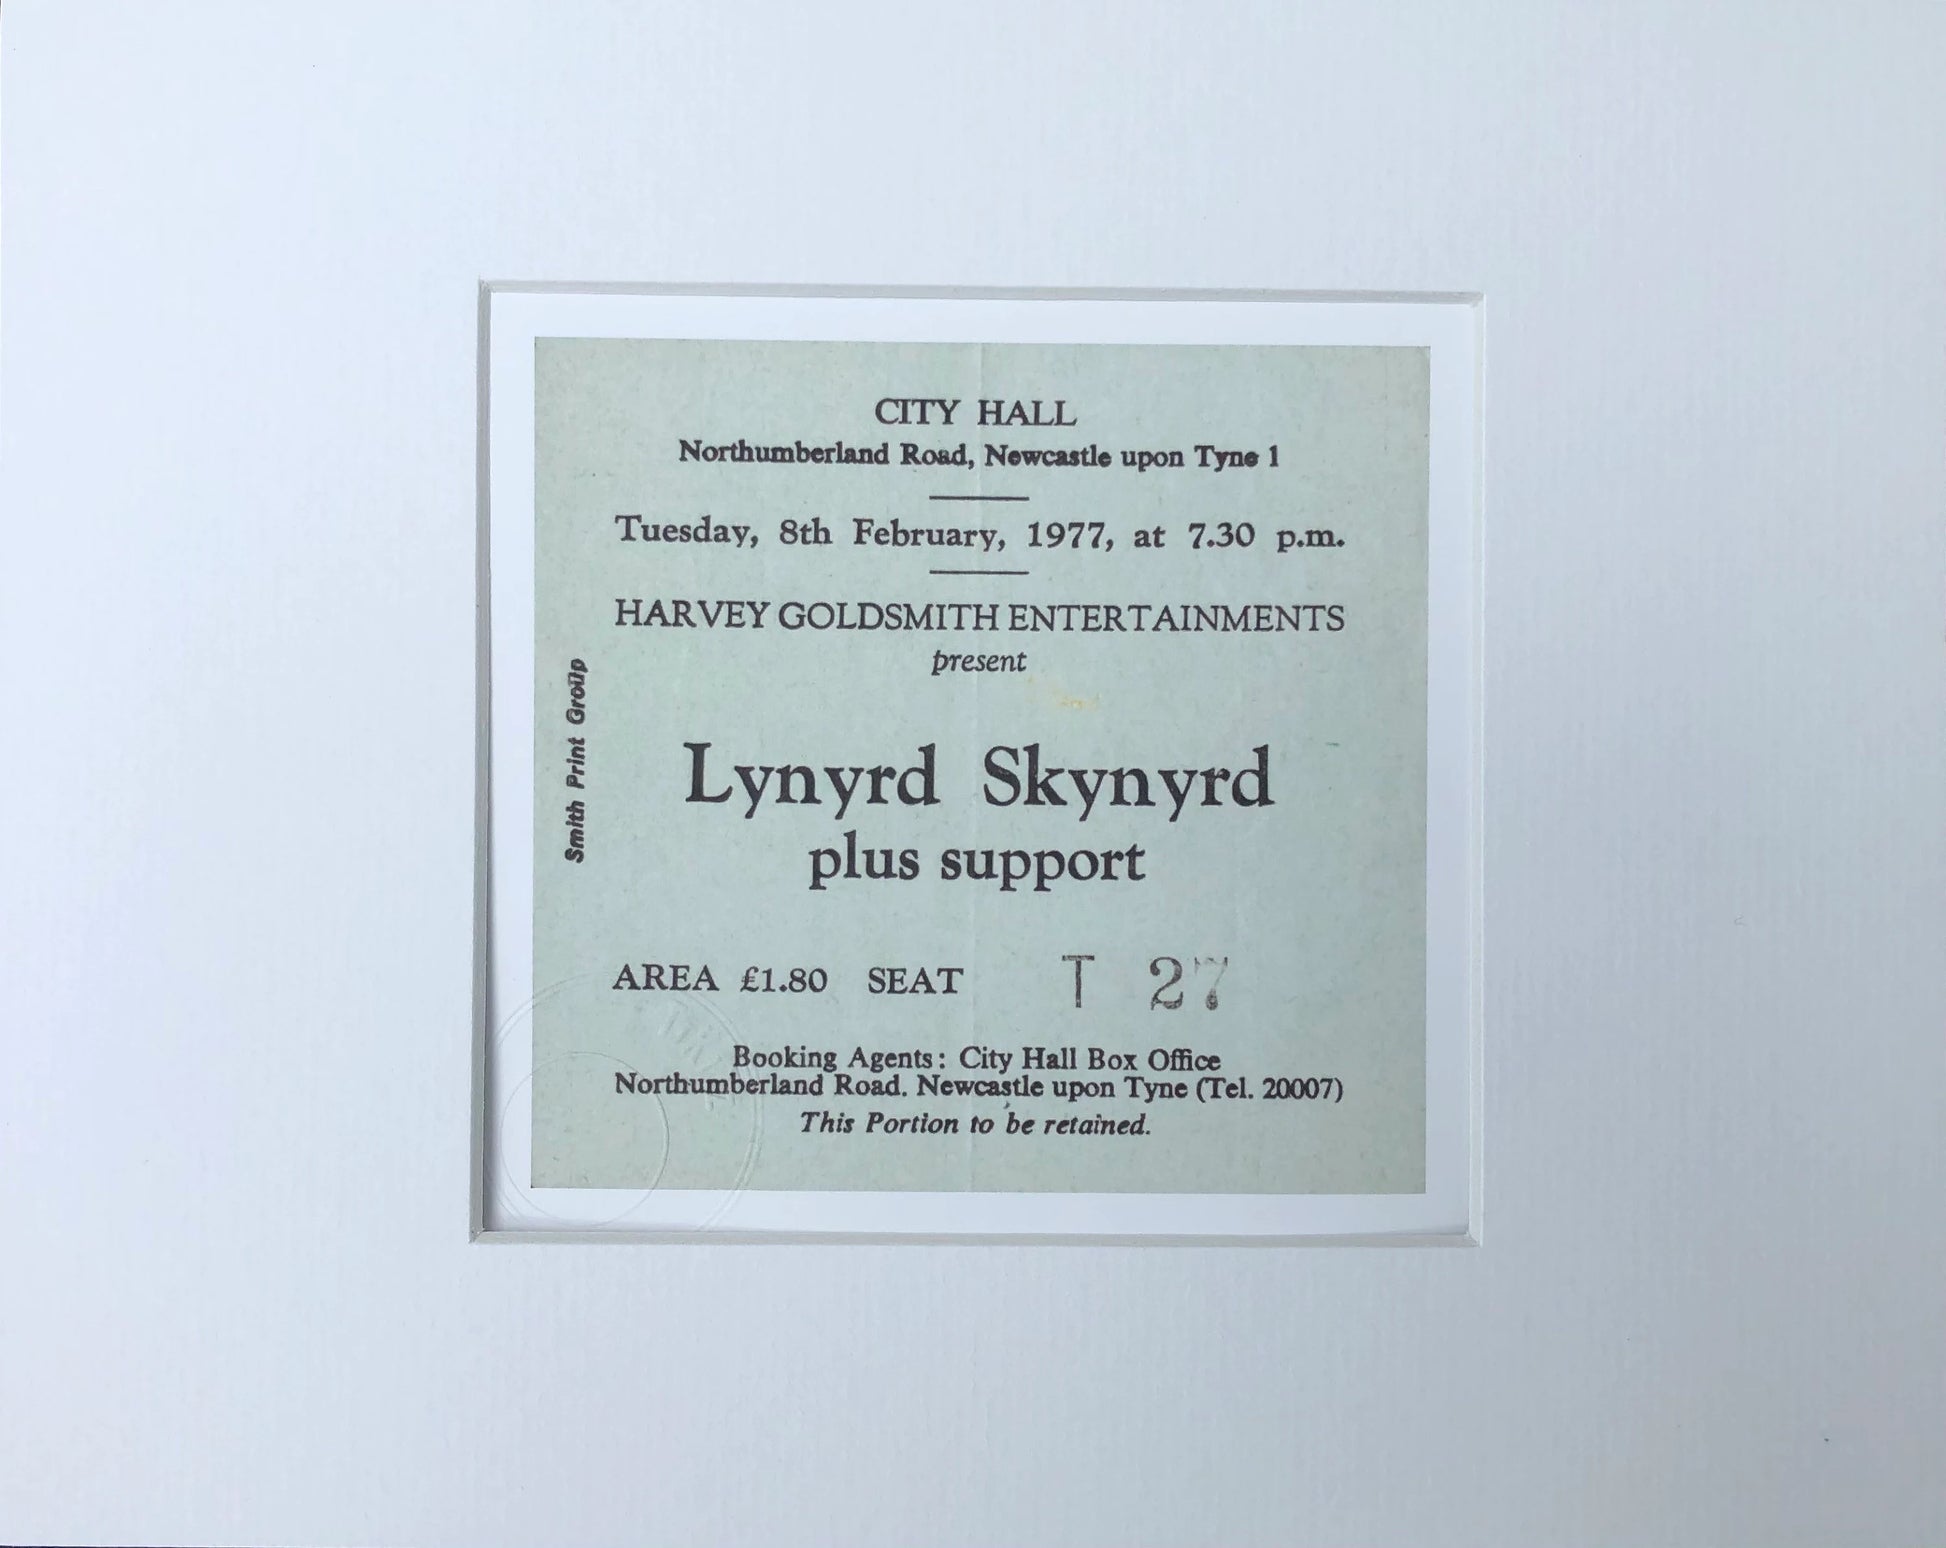 CITY HALL
Northumberland Road, Newcastle upon Tyne 1
Tuesday, 8th February, 1977, at 7.30 p.m.
HARVEY GOLDSMITH ENTERTAINMENTS
present
Lynyrd Skynyrd
plus support
Smith Print Group
AREA £1.80 SEAT T 27
Booking Agents: City Hall Box Office
Northumberland Road. Newcastle upon Tyne (Tel. 20007)
This Portion to be retained.